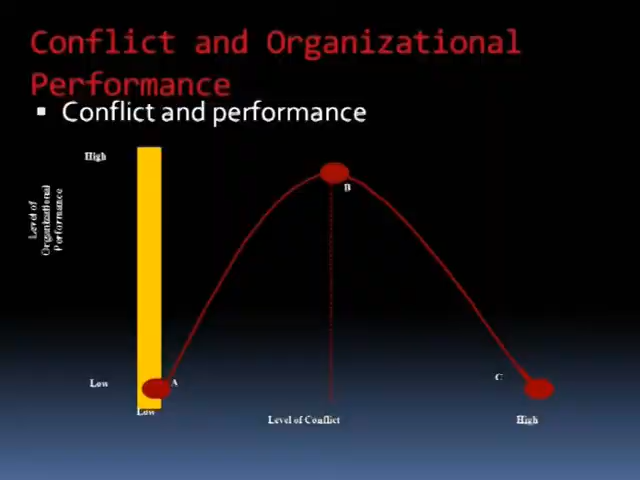 Conflict and Organizational
Performance
▪ Conflict and performance
High
Level of
Organizational
Performance
B
Low
A
C
Low
Level of Conflict
High